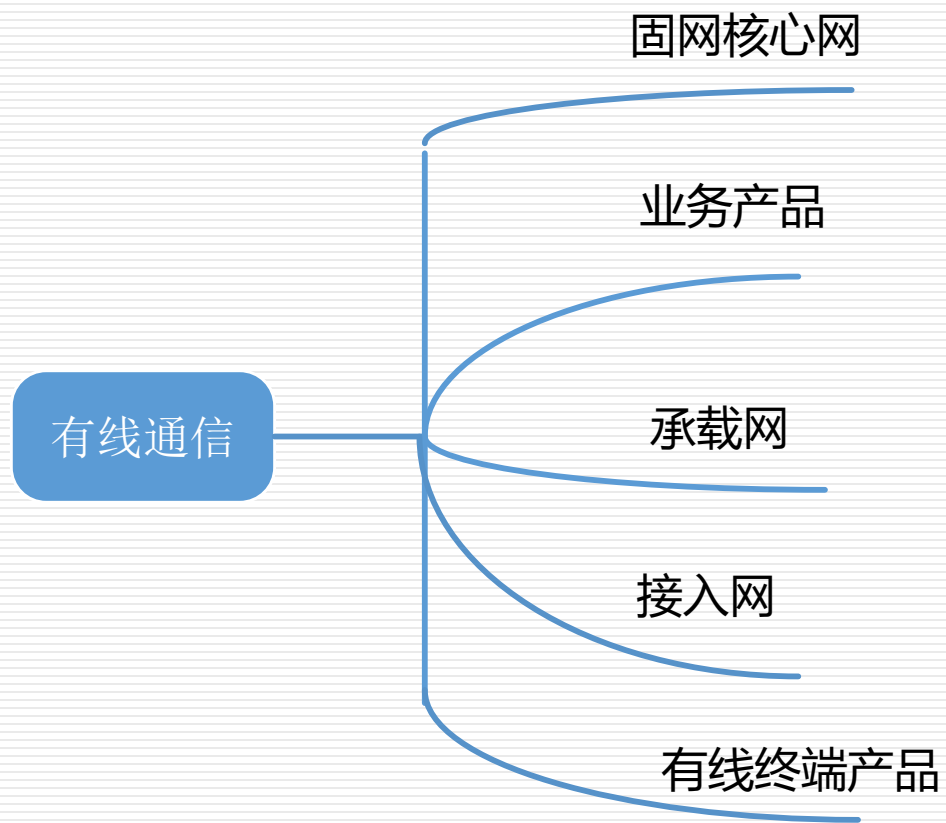 固网核心网
业务产品
有线通信
承载网
接入网
有线终端产品